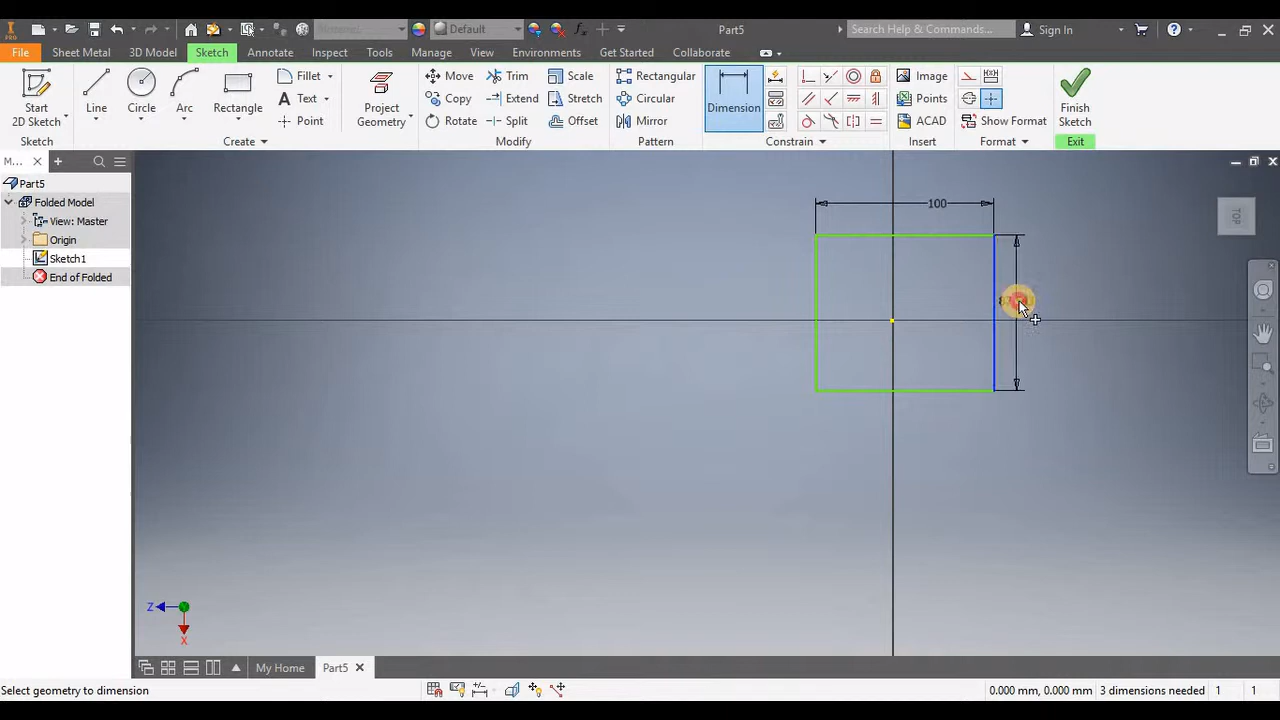 PRO
Material
Default
Part5
Search Help & Commands...
Sign In
File
Sheet Metal
3D Model
Sketch
Annotate
Inspect
Tools
Manage
View
Environments
Get Started
Collaborate
Start
2D Sketch
Line
Circle
Arc
Rectangle
Fillet
Text
Point
Project
Geometry
Move
Copy
Rotate
Trim
Extend
Split
Scale
Stretch
Offset
Rectangular
Circular
Mirror
Dimension
Image
Points
ACAD
Show Format
Finish
Sketch
Sketch
Create
Modify
Pattern
Constrain
Insert
Format
Exit
M...
Part5
Folded Model
View: Master
Origin
Sketch1
End of Folded
100
TOP
Z
X
My Home
Part5
Select geometry to dimension
0.000 mm, 0.000 mm
3 dimensions needed
1
1